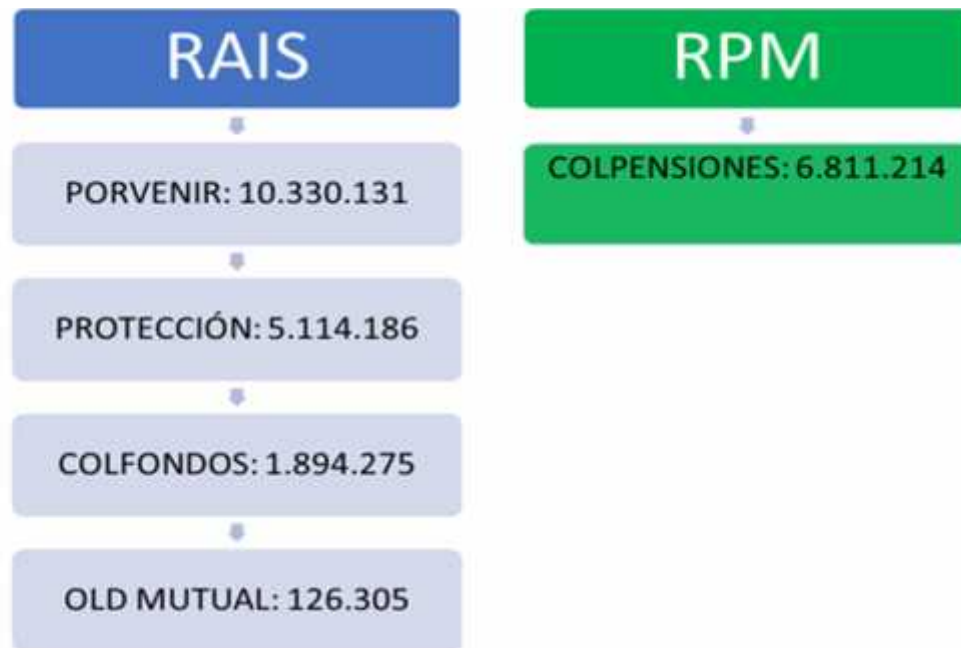 RAIS
PORVENIR: 10.330.131
PROTECCIÓN: 5.114.186
COLFONDOS: 1.894.275
OLD MUTUAL: 126.305
RPM
COLPENSIONES: 6.811.214